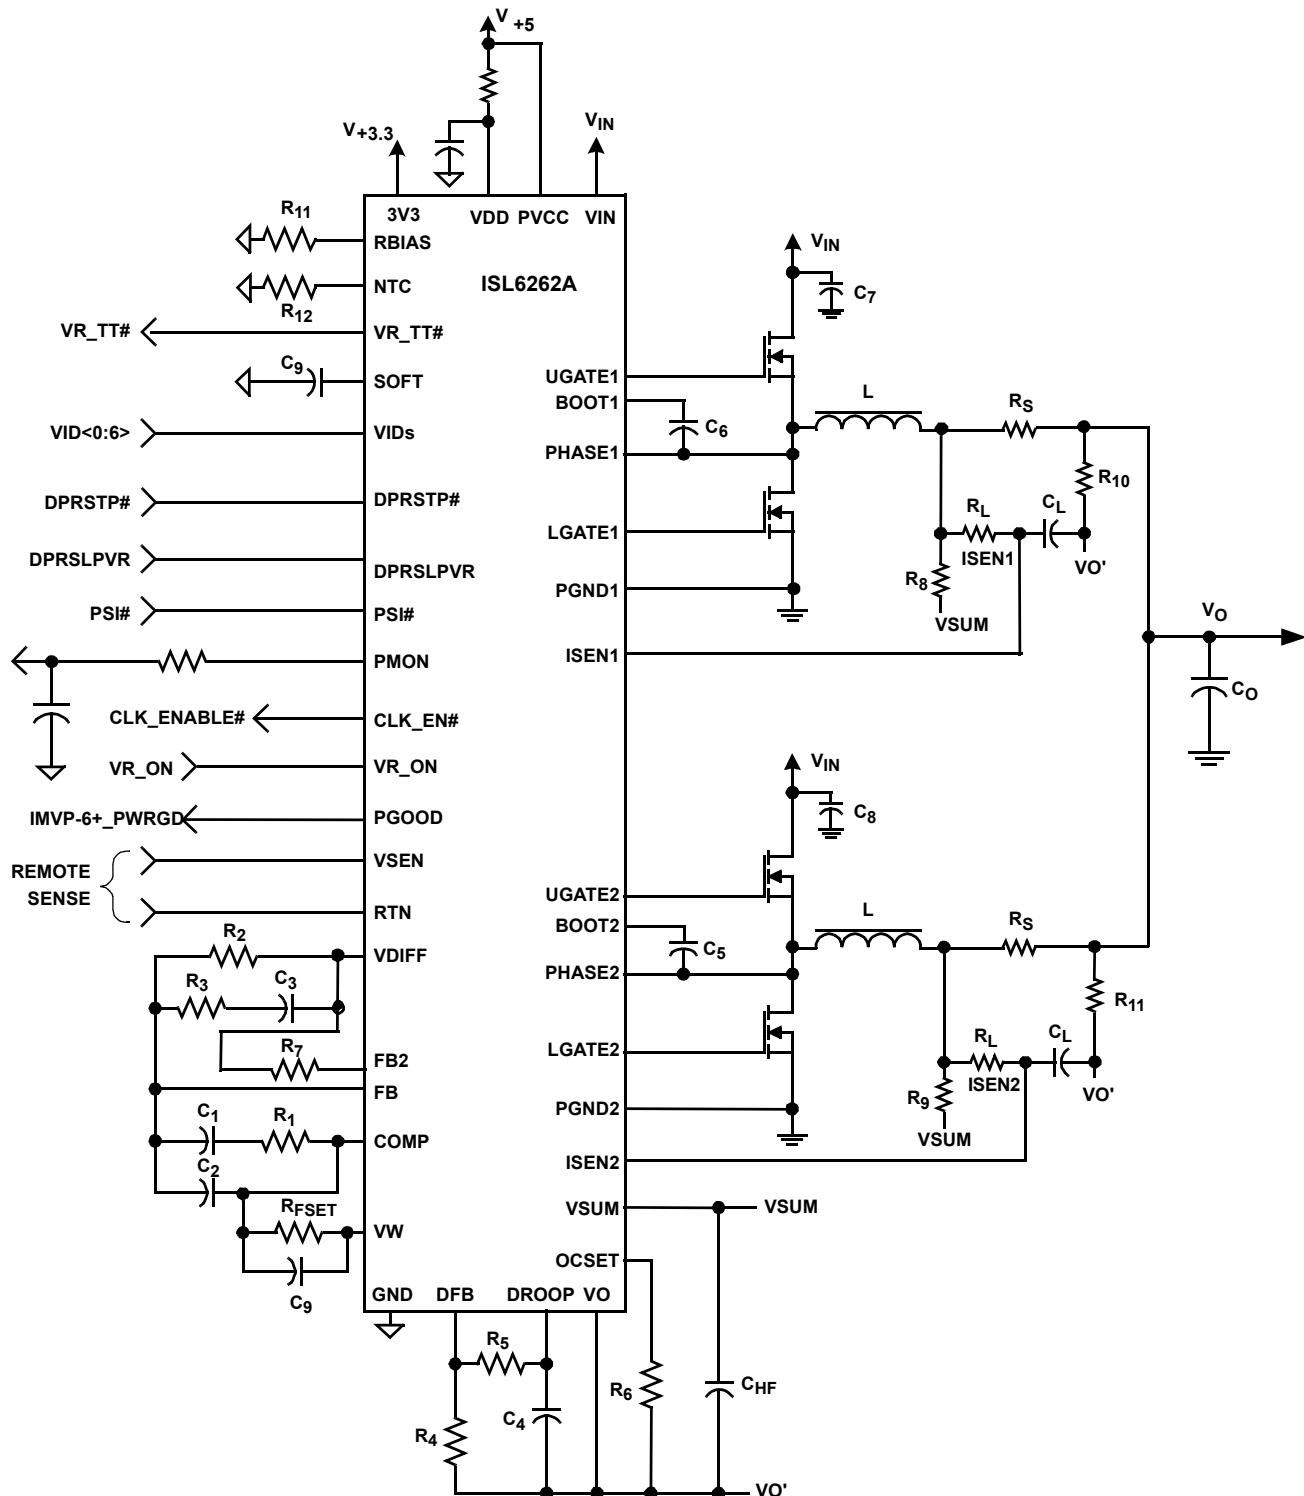 V+5
V+3.3
VIN
3V3
VDD PVCC
VIN
R11
RBIAS
ISL6262A
NTC
R12
VR_TT#
VR_TT#
C9
SOFT
VID<0:6>
VIDs
DPRSTP#
DPRSTP#
DPRSLPVR
DPRSLPVR
PSI#
PSI#
PMON
CLK_ENABLE#
CLK_EN#
VR_ON
VR_ON
IMVP-6+_PWRGD
PGOOD
REMOTE
SENSE
VSEN
RTN
R2
VDIFF
R3
C3
R7
FB2
FB
C1
R1
COMP
C2
RFSET
VW
C9
GND
DFB
DROOP
VO
R5
R4
C4
R6
CHF
VO'
VIN
C7
UGATE1
BOOT1
C6
PHASE1
L
RS
R10
LGATE1
RL
CL
ISEN1
VO'
R8
VSUM
PGND1
ISEN1
VO
CO
VIN
C8
UGATE2
BOOT2
C5
PHASE2
L
RS
R11
LGATE2
RL
CL
ISEN2
VO'
R9
VSUM
PGND2
ISEN2
VSUM
VSUM
OCSET